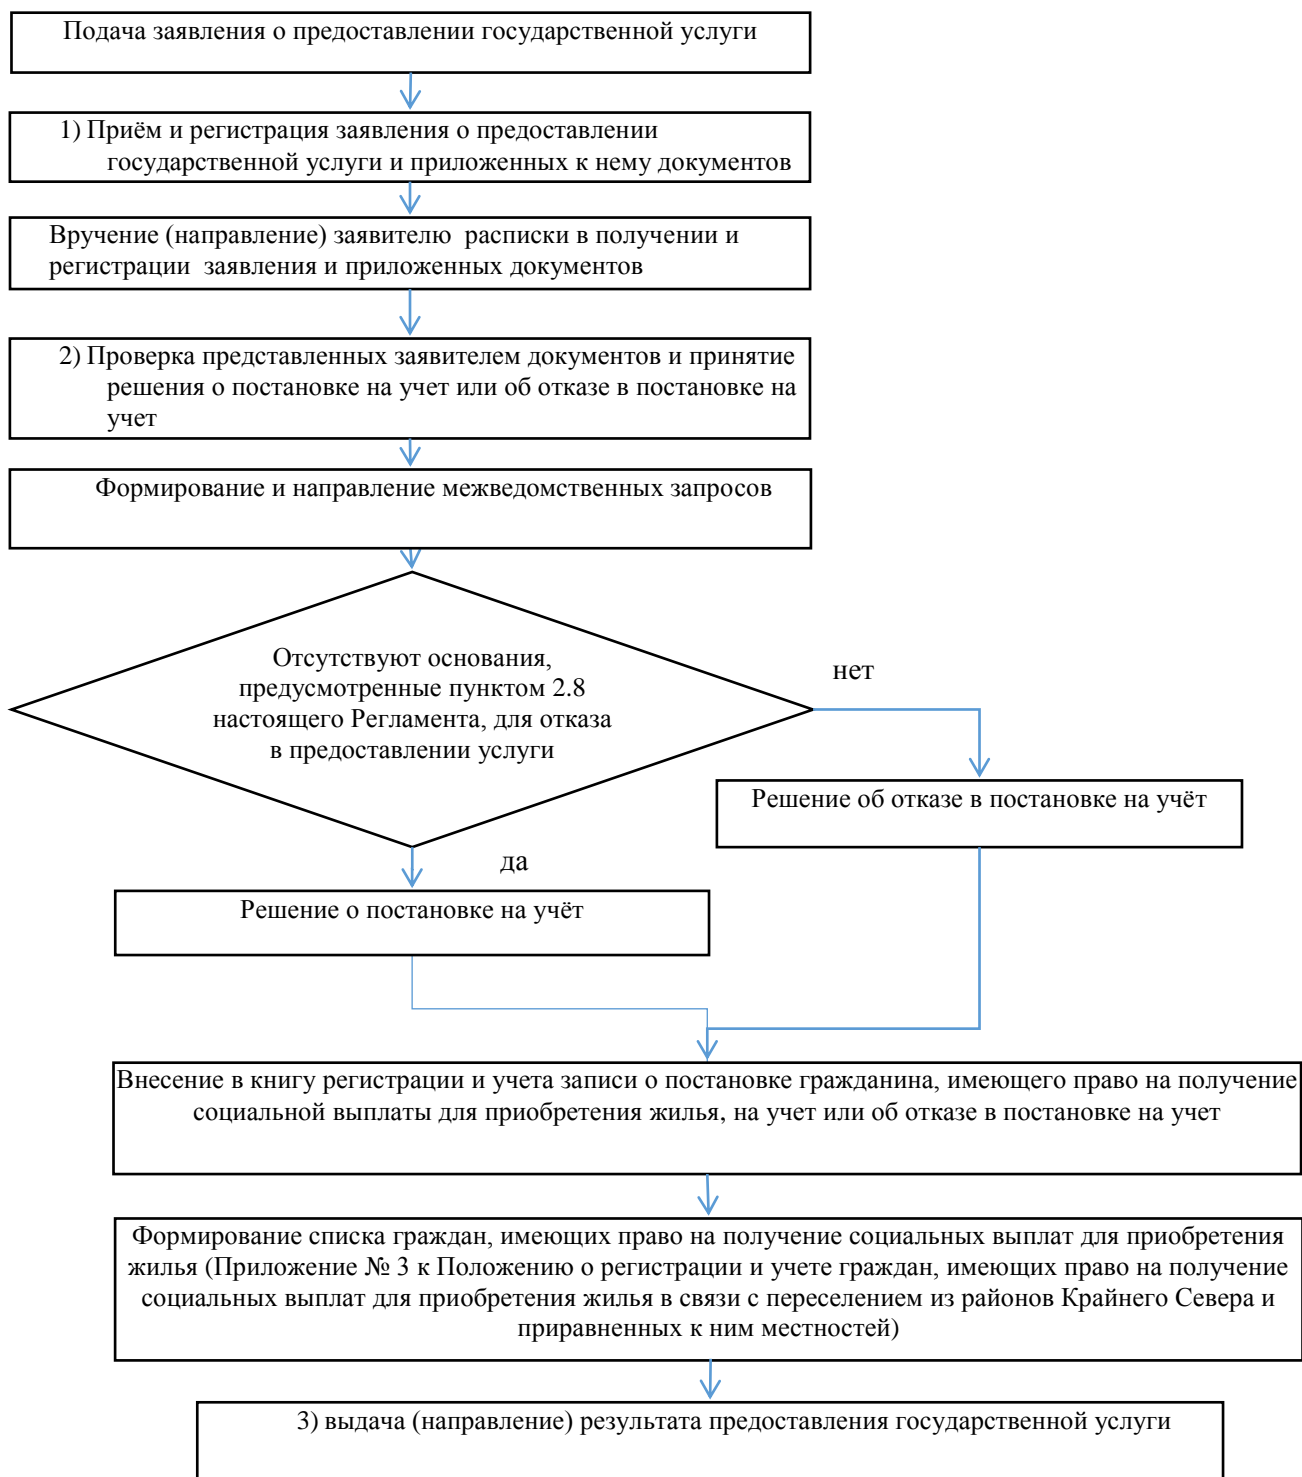 Подача заявления о предоставлении государственной услуги
1) Приём и регистрация заявления о предоставлении
государственной услуги и приложенных к нему документов
Вручение (направление) заявителю расписки в получении и
регистрации заявления и приложенных документов
2) Проверка представленных заявителем документов и принятие
решения о постановке на учет или об отказе в постановке на
учет
Формирование и направление межведомственных запросов
Отсутствуют основания,
предусмотренные пунктом 2.8
настоящего Регламента, для отказа
в предоставлении услуги
нет
Решение об отказе в постановке на учёт
да
Решение о постановке на учёт
Внесение в книгу регистрации и учета записи о постановке гражданина, имеющего право на получение
социальной выплаты для приобретения жилья, на учет или об отказе в постановке на учет
Формирование списка граждан, имеющих право на получение социальных выплат для приобретения
жилья (Приложение № 3 к Положению о регистрации и учете граждан, имеющих право на получение
социальных выплат для приобретения жилья в связи с переселением из районов Крайнего Севера и
приравненных к ним местностей)
3) выдача (направление) результата предоставления государственной услуги